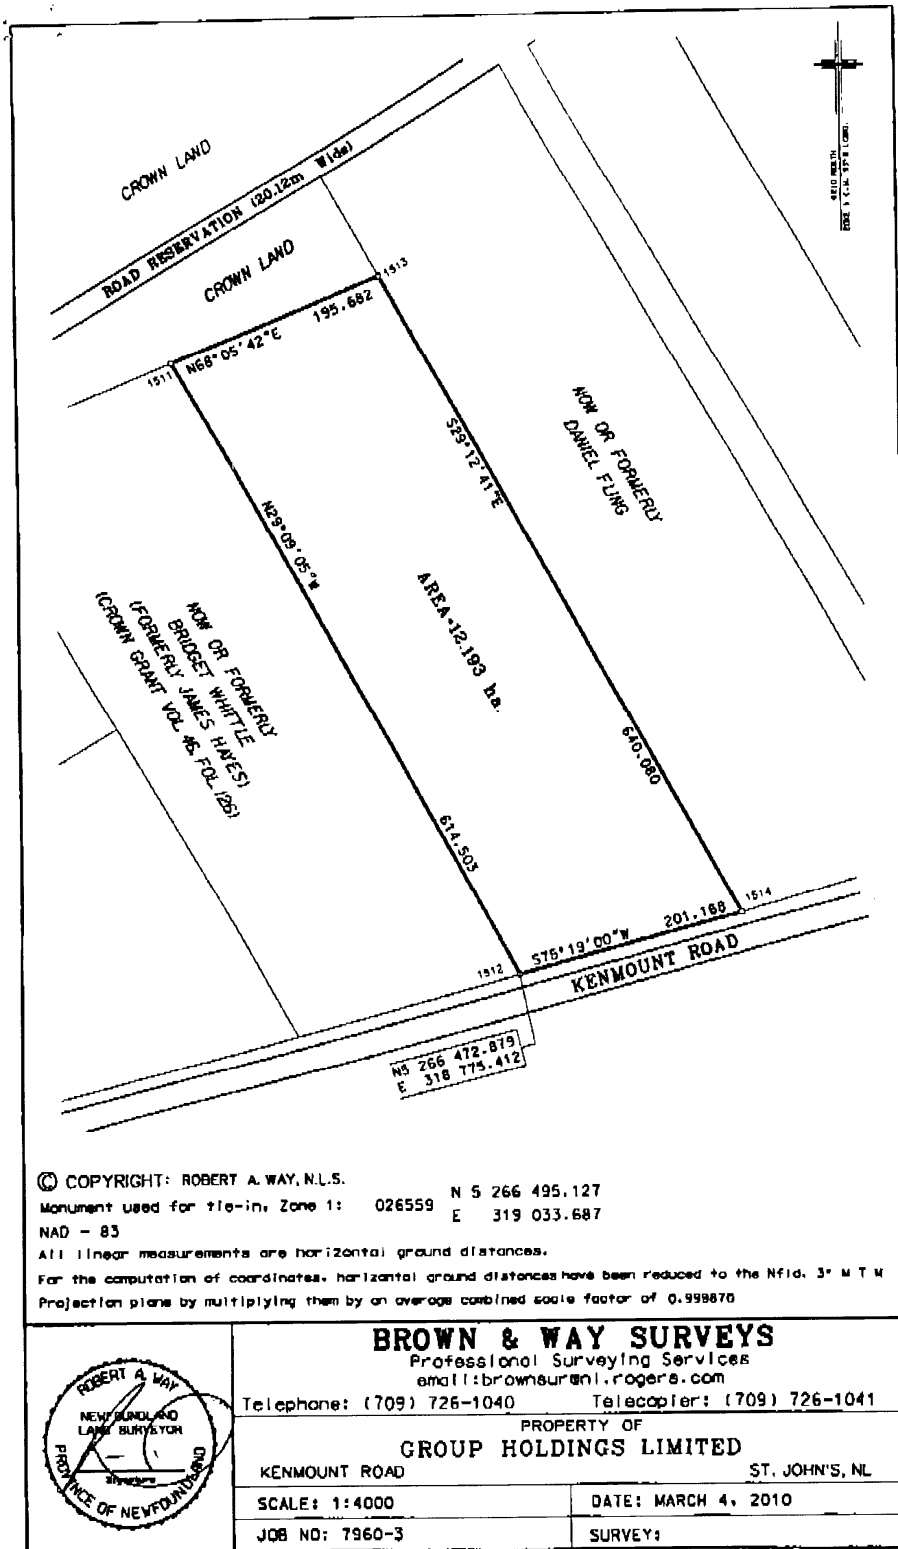 CROWN LAND
ROAD RESERVATION (20.12m Wide)
CROWN LAND
GRID NORTH
1513
195.682
N68°05'42"E
1511
S29°12'41"E
NOW OR FORMERLY
DANIEL FUNG
N29°09'05"W
AREA=12.193 ha.
NOW OR FORMERLY
BRIDGET WHITTLE
(FORMERLY JAMES HAYES)
(CROWN GRANT VOL. 46, FOL. 126)
640.080
614.503
1514
201.168
S76°19'00"W
1512
KENMOUNT ROAD
N5 266 472.879
E 318 775.412
© COPYRIGHT: ROBERT A. WAY, N.L.S.
Monument used for tie-in, Zone 1: 026559 N 5 266 495.127
E 319 033.687
NAD - 83
All linear measurements are horizontal ground distances.
For the computation of coordinates, horizontal ground distances have been reduced to the Nfld. 3° M T M
Projection plane by multiplying them by an average combined scale factor of 0.999870
BROWN & WAY SURVEYS
Professional Surveying Services
email:brownsur@nl.rogers.com
Telephone: (709) 726-1040 Telecopier: (709) 726-1041
PROPERTY OF
GROUP HOLDINGS LIMITED
KENMOUNT ROAD ST. JOHN'S, NL
SCALE: 1:4000 DATE: MARCH 4, 2010
JOB NO: 7960-3 SURVEY:
ROBERT A. WAY
NEWFOUNDLAND
LAND SURVEYOR
Signature
PROVINCE OF NEWFOUNDLAND